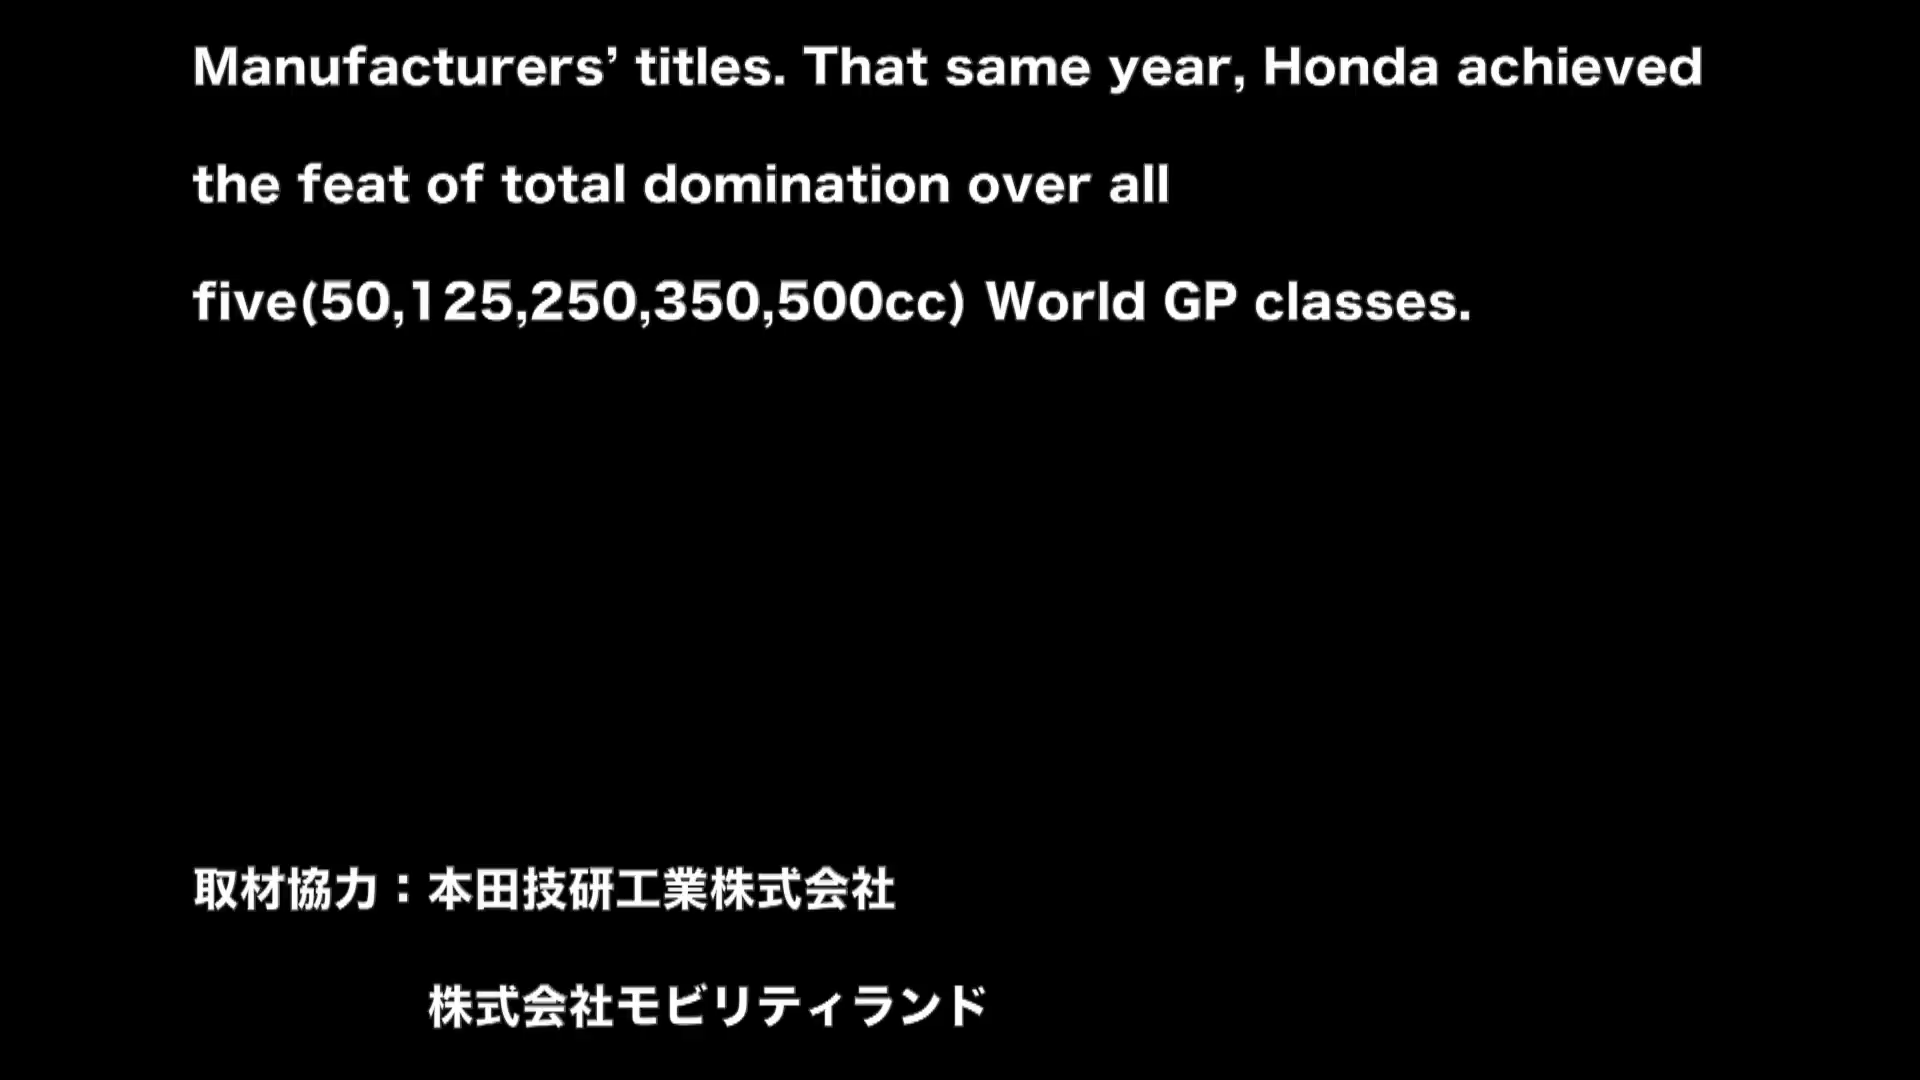 Manufacturers’ titles. That same year, Honda achieved
the feat of total domination over all
five(50,125,250,350,500cc) World GP classes.
取材協力：本田技研工業株式会社
株式会社モビリティランド